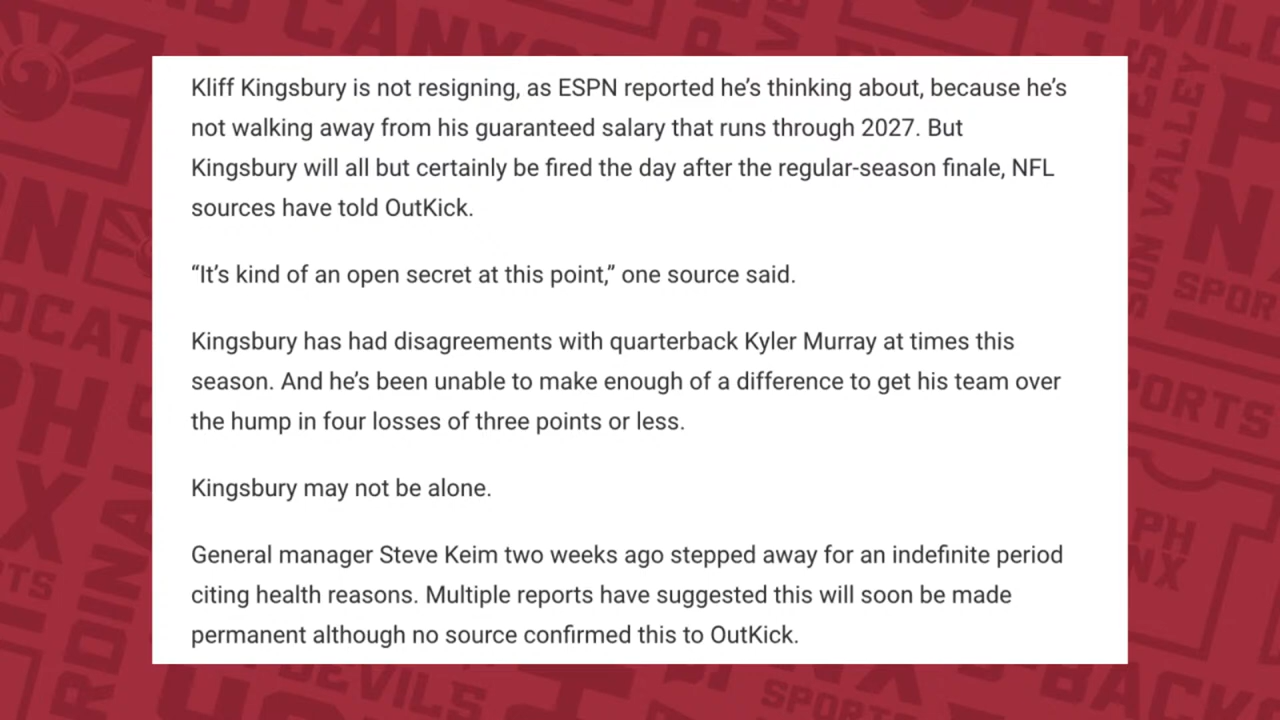 Kliff Kingsbury is not resigning, as ESPN reported he’s thinking about, because he’s
not walking away from his guaranteed salary that runs through 2027. But
Kingsbury will all but certainly be fired the day after the regular-season finale, NFL
sources have told OutKick.
“It’s kind of an open secret at this point,” one source said.
Kingsbury has had disagreements with quarterback Kyler Murray at times this
season. And he’s been unable to make enough of a difference to get his team over
the hump in four losses of three points or less.
Kingsbury may not be alone.
General manager Steve Keim two weeks ago stepped away for an indefinite period
citing health reasons. Multiple reports have suggested this will soon be made
permanent although no source confirmed this to OutKick.